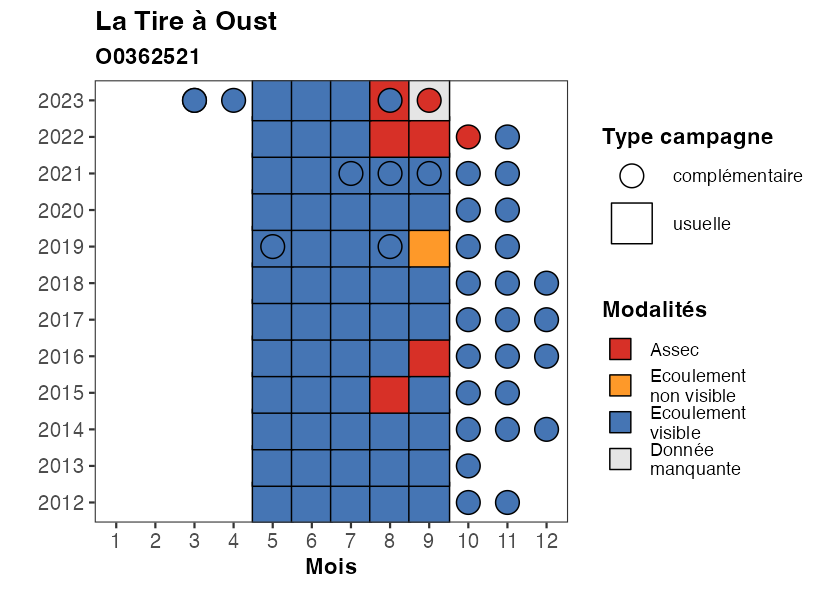 La Tire à Oust
O0362521
2023
2022
2021
2020
2019
2018
2017
2016
2015
2014
2013
2012
1 2 3 4 5 6 7 8 9 10 11 12
Mois
Type campagne
complémentaire
usuelle
Modalités
Assec
Ecoulement
non visible
Ecoulement
visible
Donnée
manquante